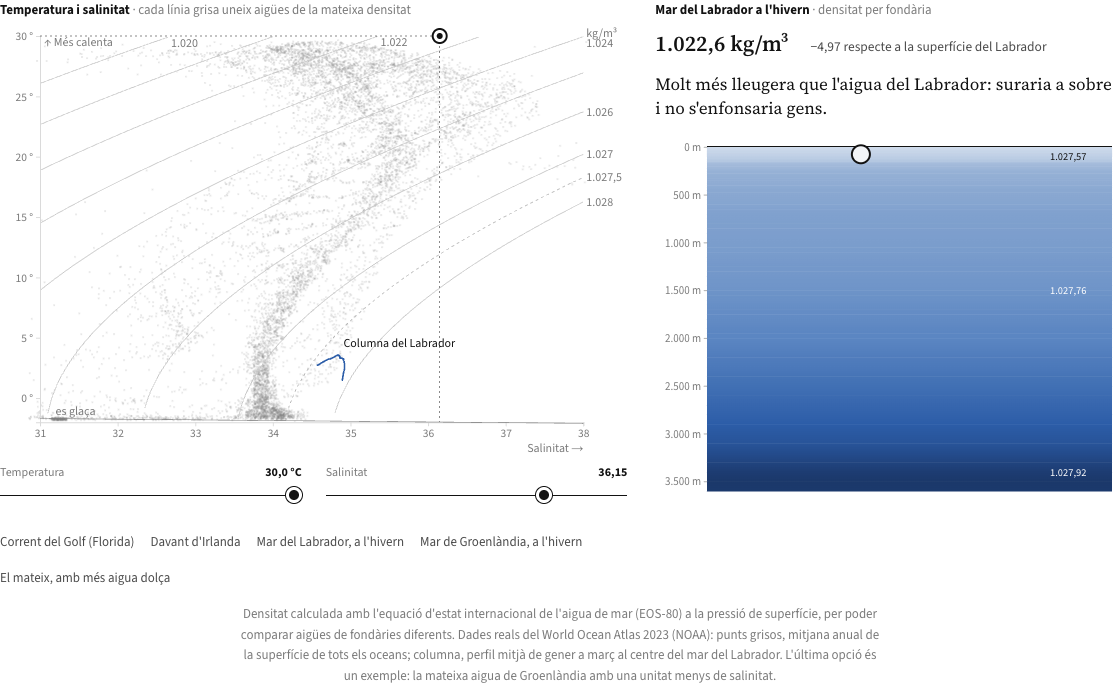 Temperatura i salinitat · cada línia grisa uneix aigües de la mateixa densitat
30 °
↑ Més calenta
1.020
1.022
kg/m³
1.024
25 °
1.026
20 °
1.027
1.027,5
15 °
1.028
10 °
5 °
Columna del Labrador
0 °
es glaça
31
32
33
34
35
36
37
38
Salinitat →
Temperatura
30,0 °C
Salinitat
36,15
Mar del Labrador a l'hivern · densitat per fondària
1.022,6 kg/m³
−4,97 respecte a la superfície del Labrador
Molt més lleugera que l'aigua del Labrador: suraria a sobre
i no s'enfonsaria gens.
0 m
1.027,57
500 m
1.000 m
1.500 m
1.027,76
2.000 m
2.500 m
3.000 m
3.500 m
1.027,92
Corrent del Golf (Florida)
Davant d'Irlanda
Mar del Labrador, a l'hivern
Mar de Groenlàndia, a l'hivern
El mateix, amb més aigua dolça
Densitat calculada amb l'equació d'estat internacional de l'aigua de mar (EOS-80) a la pressió de superfície, per poder
comparar aigües de fondàries diferents. Dades reals del World Ocean Atlas 2023 (NOAA): punts grisos, mitjana anual de
la superfície de tots els oceans; columna, perfil mitjà de gener a març al centre del mar del Labrador. L'última opció és
un exemple: la mateixa aigua de Groenlàndia amb una unitat menys de salinitat.